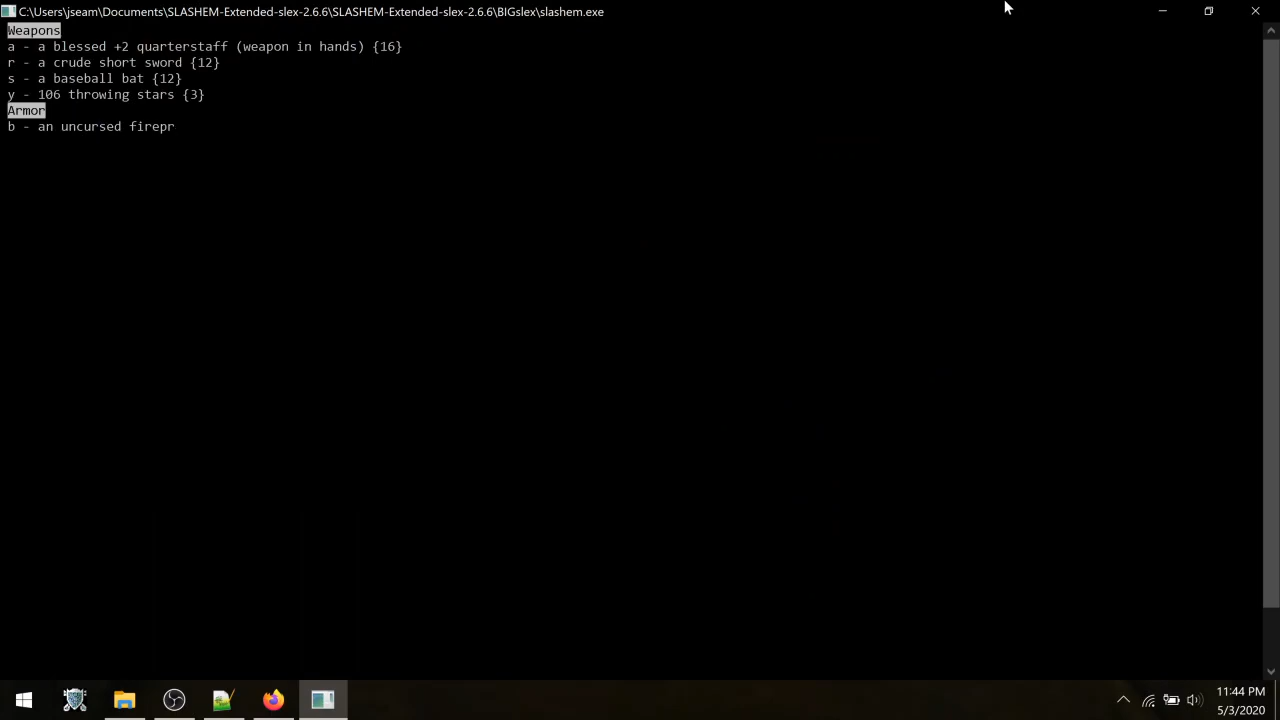 C:\Users\jseam\Documents\SLASHEM-Extended-slex-2.6.6\SLASHEM-Extended-slex-2.6.6\BIGslex\slashem.exe
Weapons
a - a blessed +2 quarterstaff (weapon in hands) {16}
r - a crude short sword {12}
s - a baseball bat {12}
y - 106 throwing stars {3}
Armor
b - an uncursed firepr
11:44 PM
5/3/2020